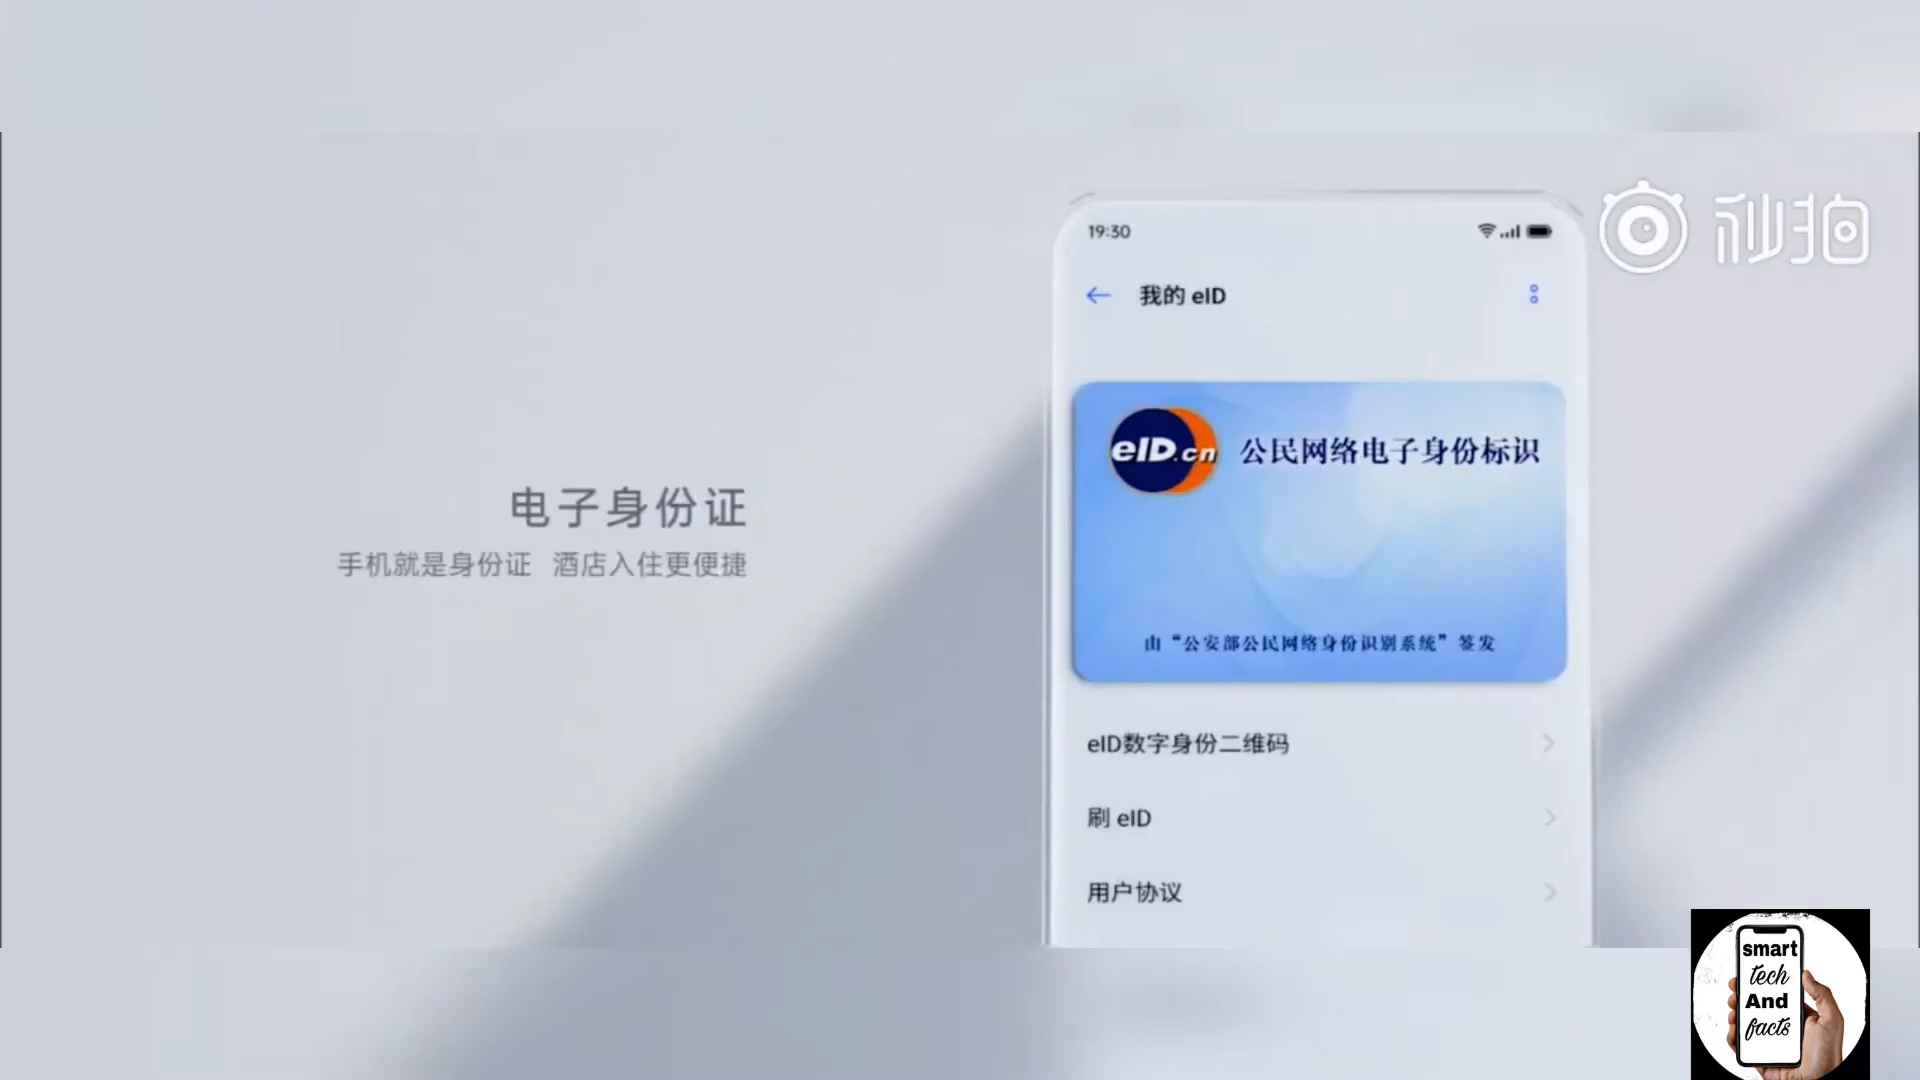 秒拍
19:30
我的 eID
eID.cn 公民网络电子身份标识
电子身份证
手机就是身份证 酒店入住更便捷
由“公安部公民网络身份识别系统”签发
eID数字身份二维码
刷 eID
用户协议
smart
tech
And
facts